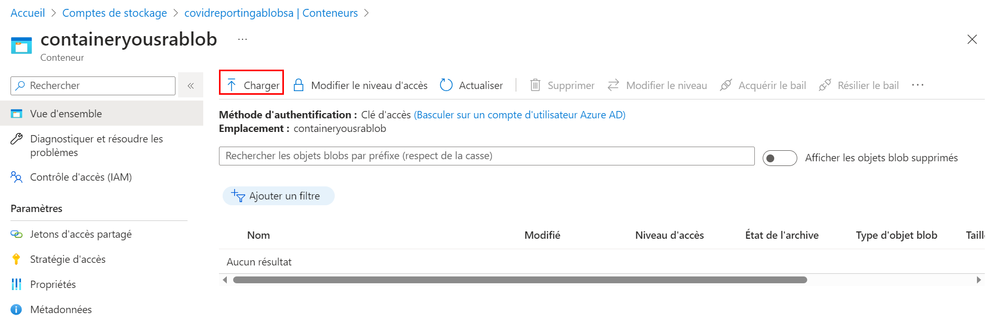 Accueil > Comptes de stockage > covidreportingablobsa | Conteneurs >
containeryousrablob ...
Conteneur
Rechercher
«
Charger
Modifier le niveau d'accès
Actualiser
Supprimer
Modifier le niveau
Acquérir le bail
Résilier le bail
...
Vue d'ensemble
Diagnostiquer et résoudre les
problèmes
Contrôle d'accès (IAM)
Paramètres
Jetons d'accès partagé
Stratégie d'accès
Propriétés
Métadonnées
Méthode d'authentification : Clé d'accès (Basculer sur un compte d'utilisateur Azure AD)
Emplacement : containeryousrablob
Rechercher les objets blobs par préfixe (respect de la casse)
Afficher les objets blob supprimés
Ajouter un filtre
Nom Modifié Niveau d'accès État de l'archive Type d'objet blob
Aucun résultat